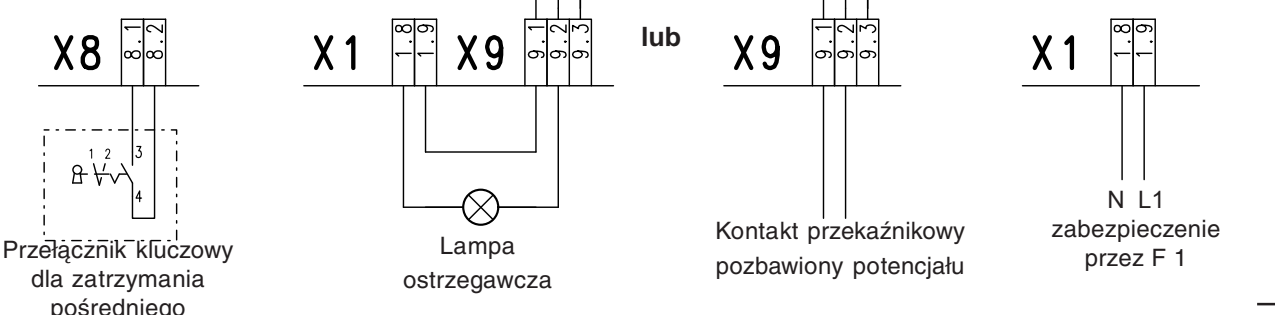 X8 8.1 8.2
X1 1.8 1.9 X9 9.1 9.2 9.3
lub
X9 9.1 9.2 9.3
X1 1.8 1.9
1 2 3
4
Przełącznik kluczowy
dla zatrzymania
pośredniego
Lampa
ostrzegawcza
Kontakt przekaźnikowy
pozbawiony potencjału
N L1
zabezpieczenie
przez F 1